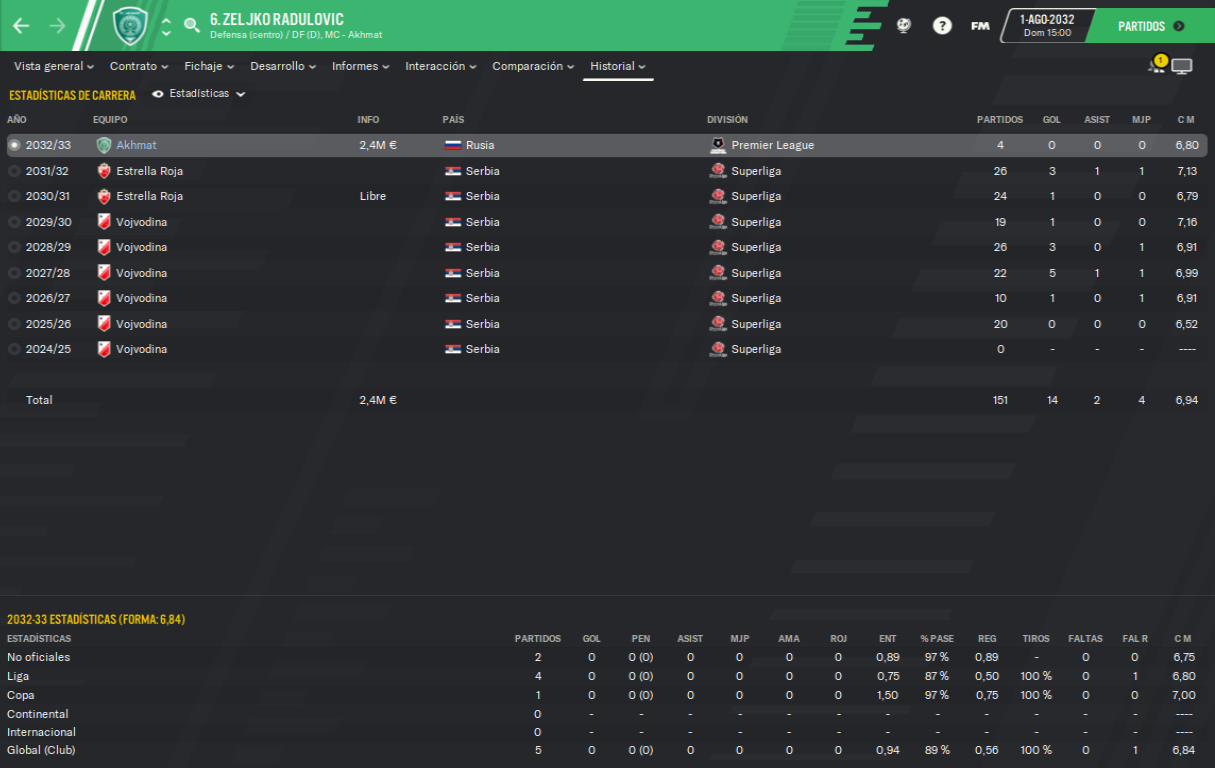 6. ZELJKO RADULOVIC
Defensa (centro) / DF (D), MC - Akhmat
? FM 1-AGO-2032 Dom 15:00 PARTIDOS
Vista general Contrato Fichaje Desarrollo Informes Interacción Comparación Historial 1
ESTADÍSTICAS DE CARRERA Estadísticas
AÑO EQUIPO INFO PAÍS DIVISIÓN PARTIDOS GOL ASIST MJP C M
2032/33 Akhmat 2,4M € Rusia Premier League 4 0 0 0 6,80
2031/32 Estrella Roja Serbia Superliga 26 3 1 1 7,13
2030/31 Estrella Roja Libre Serbia Superliga 24 1 0 0 6,79
2029/30 Vojvodina Serbia Superliga 19 1 0 0 7,16
2028/29 Vojvodina Serbia Superliga 26 3 0 1 6,91
2027/28 Vojvodina Serbia Superliga 22 5 1 1 6,99
2026/27 Vojvodina Serbia Superliga 10 1 0 1 6,91
2025/26 Vojvodina Serbia Superliga 20 0 0 0 6,52
2024/25 Vojvodina Serbia Superliga 0 - - - ----
Total 2,4M € 151 14 2 4 6,94
2032-33 ESTADÍSTICAS (FORMA: 6,84)
ESTADÍSTICAS PARTIDOS GOL PEN ASIST MJP AMA ROJ ENT % PASE REG TIROS FALTAS FAL R C M
No oficiales 2 0 0 (0) 0 0 0 0 0,89 97 % 0,89 - 0 0 6,75
Liga 4 0 0 (0) 0 0 0 0 0,75 87 % 0,50 100 % 0 1 6,80
Copa 1 0 0 (0) 0 0 0 0 1,50 97 % 0,75 100 % 0 0 7,00
Continental 0 - - - - - - - - - - - - ----
Internacional 0 - - - - - - - - - - - - ----
Global (Club) 5 0 0 (0) 0 0 0 0 0,94 89 % 0,56 100 % 0 1 6,84